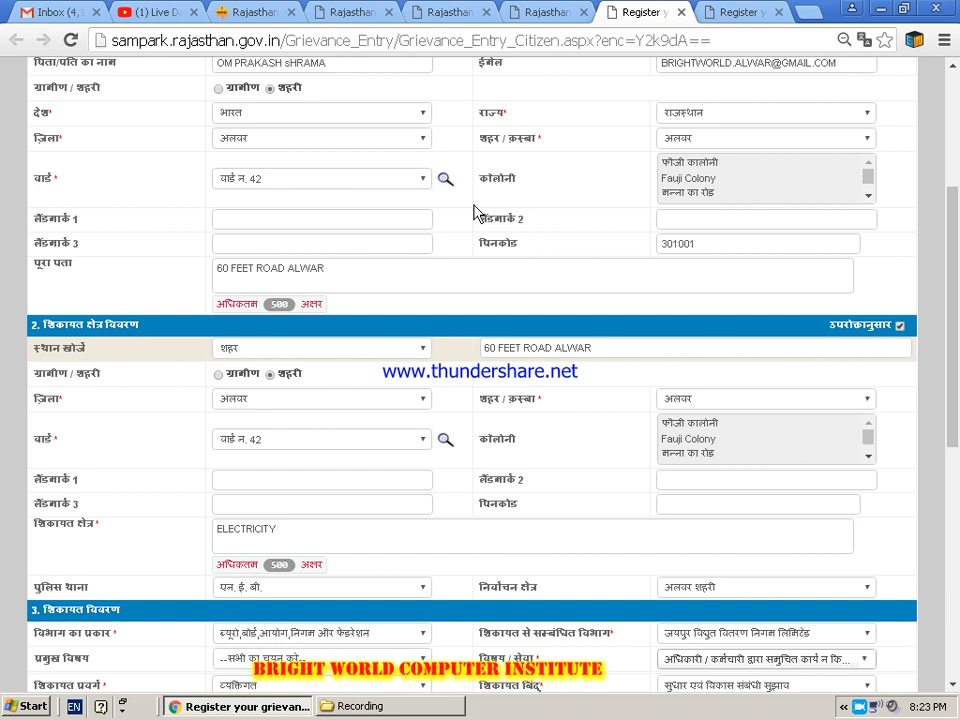 Inbox (4,
(1) Live D
Rajasthan
Rajasthan
Rajasthan
Rajasthan
Register y
Register y
sampark.rajasthan.gov.in/Grievance_Entry/Grievance_Entry_Citizen.aspx?enc=Y2k9dA==
पिता/पति का नाम OM PRAKASH sHRAMA ईमेल BRIGHTWORLD.ALWAR@GMAIL.COM
ग्रामीण / शहरी ग्रामीण शहरी
देश* भारत राज्य* राजस्थान
ज़िला* अलवर शहर / क़स्बा * अलवर
वार्ड * वार्ड न. 42 कॉलोनी फौजी कालोनी
Fauji Colony
मन्ना का रोड
लैंडमार्क 1 लैंडमार्क 2
लैंडमार्क 3 पिनकोड 301001
पूरा पता 60 FEET ROAD ALWAR
अधिकतम 500 अक्षर
2. शिकायत क्षेत्र विवरण उपरोक्तानुसार
स्थान खोजें शहर 60 FEET ROAD ALWAR
ग्रामीण / शहरी ग्रामीण शहरी www.thundershare.net
ज़िला* अलवर शहर / क़स्बा * अलवर
वार्ड * वार्ड न. 42 कॉलोनी फौजी कालोनी
Fauji Colony
मन्ना का रोड
लैंडमार्क 1 लैंडमार्क 2
लैंडमार्क 3 पिनकोड
शिकायत क्षेत्र* ELECTRICITY
अधिकतम 500 अक्षर
पुलिस थाना एन. ई. बी. निर्वाचन क्षेत्र अलवर शहरी
3. शिकायत विवरण
विभाग का प्रकार * ब्यूरो,बोर्ड,आयोग,निगम और फेडरेशन शिकायत से सम्बंधित विभाग* जयपुर विद्युत वितरण निगम लिमिटेड
प्रमुख विषय --सभी का चयन करे-- विषय / सेवा * अधिकारी / कर्मचारी द्वारा समुचित कार्य न कि...
BRIGHT WORLD COMPUTER INSTITUTE
शिकायत प्रवर्ग * व्यक्तिगत शिकायत बिंदु* सुधार एवं विकास संबंधी सुझाव
Start EN Register your grievan... Recording « 8:23 PM